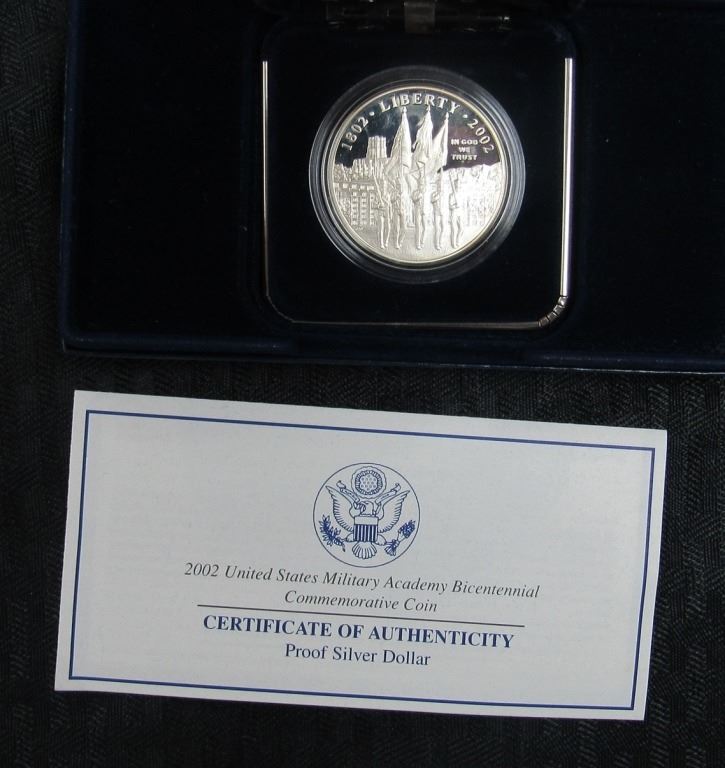 1802 · LIBERTY · 2002
IN GOD
WE
TRUST
2002 United States Military Academy Bicentennial
Commemorative Coin
CERTIFICATE OF AUTHENTICITY
Proof Silver Dollar